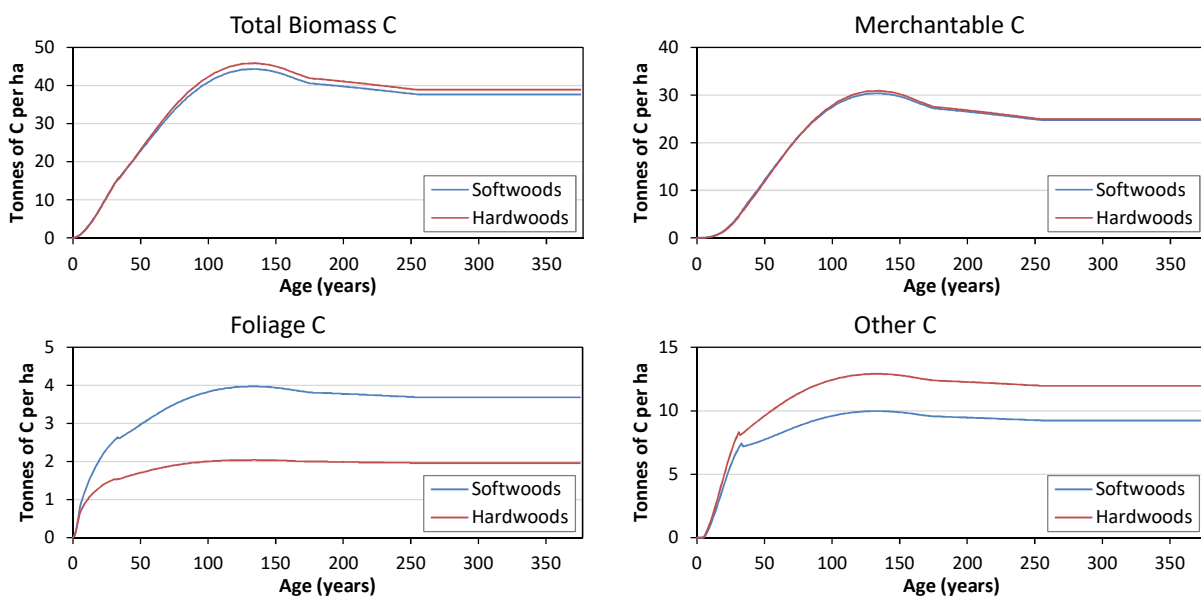 Total Biomass C
Tonnes of C per ha
50
40
30
20
10
0
Softwoods
Hardwoods
0 50 100 150 200 250 300 350
Age (years)
Merchantable C
Tonnes of C per ha
40
30
20
10
0
Softwoods
Hardwoods
0 50 100 150 200 250 300 350
Age (years)
Foliage C
Tonnes of C per ha
5
4
3
2
1
0
Softwoods
Hardwoods
0 50 100 150 200 250 300 350
Age (years)
Other C
Tonnes of C per ha
15
10
5
0
Softwoods
Hardwoods
0 50 100 150 200 250 300 350
Age (years)